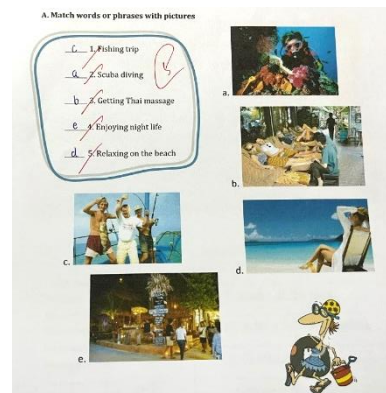 A. Match words or phrases with pictures
c 1. Fishing trip
a 2. Scuba diving
b 3. Getting Thai massage
e 4. Enjoying night life
d 5. Relaxing on the beach
a.
b.
c.
d.
e.